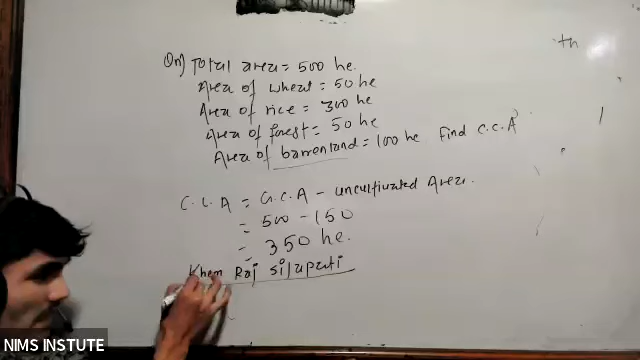 Qn) Total area = 500 he.
Area of wheat = 50 he
Area of rice = 300 he
Area of forest = 50 he
Area of barrenland = 100 he find C.C.A
C.C.A = G.C.A - uncultivated Area.
= 500 - 150
= 350 he.
Khem Raj silapati
NIMS INSTUTE